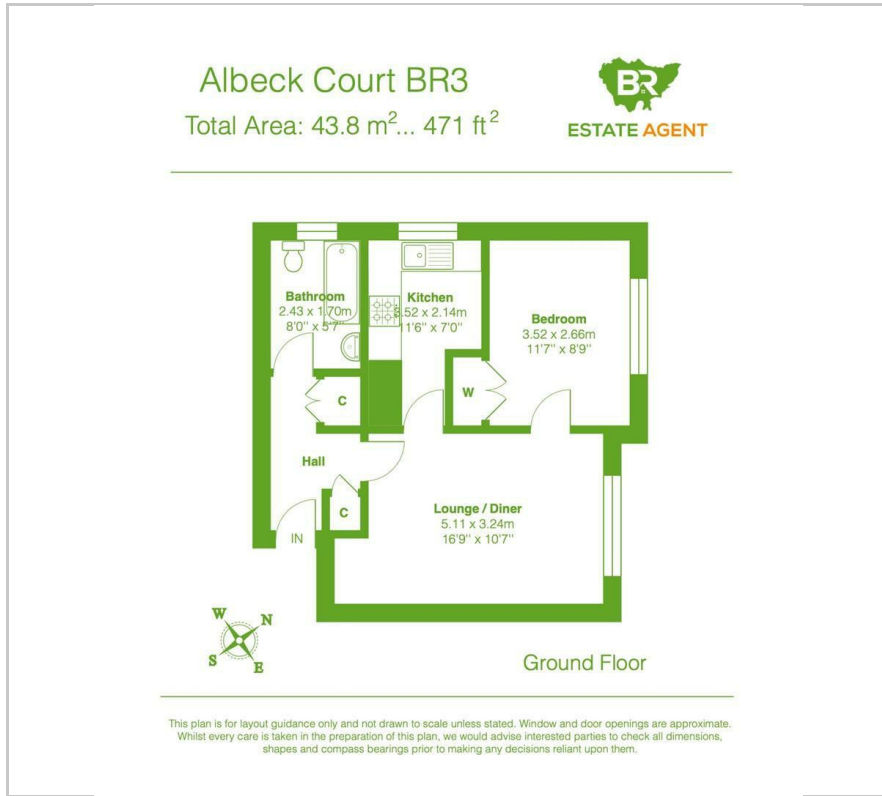 Albeck Court BR3
Total Area: 43.8 m²... 471 ft²
B&R
ESTATE AGENT
Bathroom
2.43 x 1.70m
8'0" x 5'7"
Kitchen
3.52 x 2.14m
11'6" x 7'0"
Bedroom
3.52 x 2.66m
11'7" x 8'9"
C
W
Hall
C
Lounge / Diner
5.11 x 3.24m
16'9" x 10'7"
IN
W
N
S
E
Ground Floor
This plan is for layout guidance only and not drawn to scale unless stated. Window and door openings are approximate.
Whilst every care is taken in the preparation of this plan, we would advise interested parties to check all dimensions,
shapes and compass bearings prior to making any decisions reliant upon them.